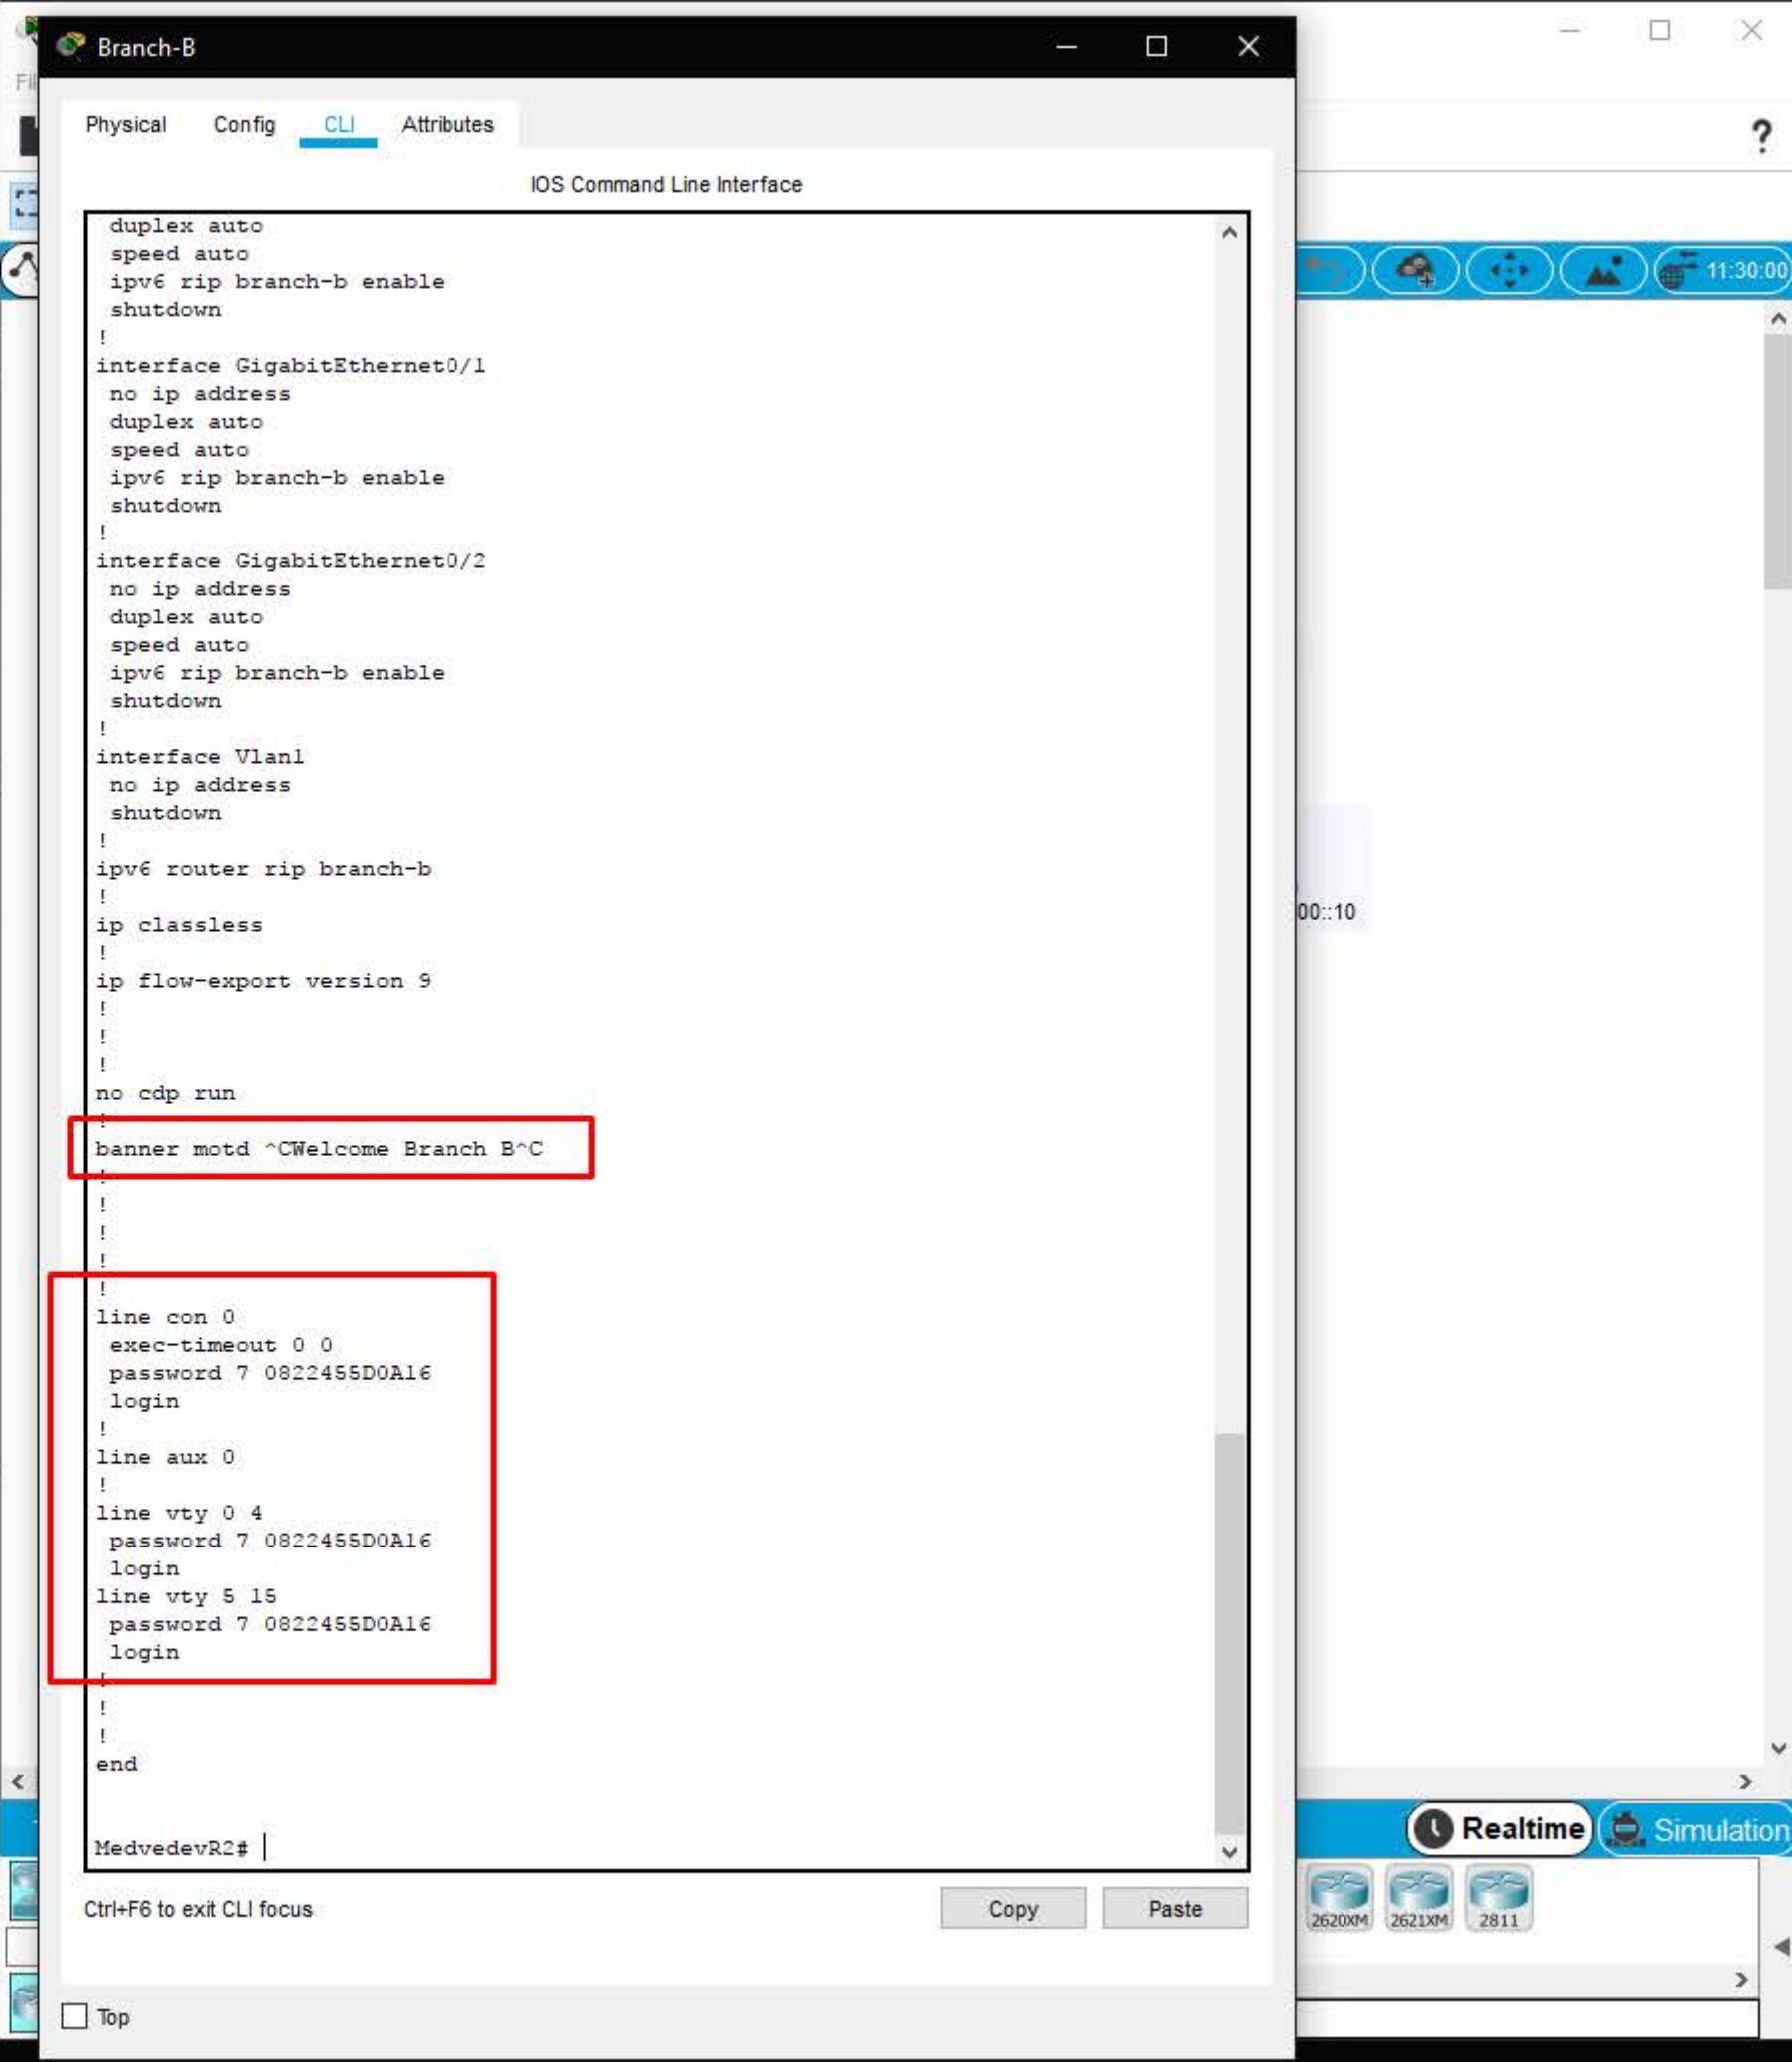 Branch-B
Fil
Physical Config CLI Attributes
?
IOS Command Line Interface
duplex auto
speed auto
ipv6 rip branch-b enable
shutdown
!
interface GigabitEthernet0/1
no ip address
duplex auto
speed auto
ipv6 rip branch-b enable
shutdown
!
interface GigabitEthernet0/2
no ip address
duplex auto
speed auto
ipv6 rip branch-b enable
shutdown
!
interface Vlan1
no ip address
shutdown
!
ipv6 router rip branch-b
!
ip classless
!
ip flow-export version 9
!
!
!
no cdp run
!
banner motd ^CWelcome Branch B^C
!
!
!
!
!
line con 0
exec-timeout 0 0
password 7 0822455D0A16
login
!
line aux 0
!
line vty 0 4
password 7 0822455D0A16
login
line vty 5 15
password 7 0822455D0A16
login
!
!
!
end
MedvedevR2#
Ctrl+F6 to exit CLI focus
Copy Paste
Top
11:30:00
00::10
Realtime Simulation
2620XM 2621XM 2811